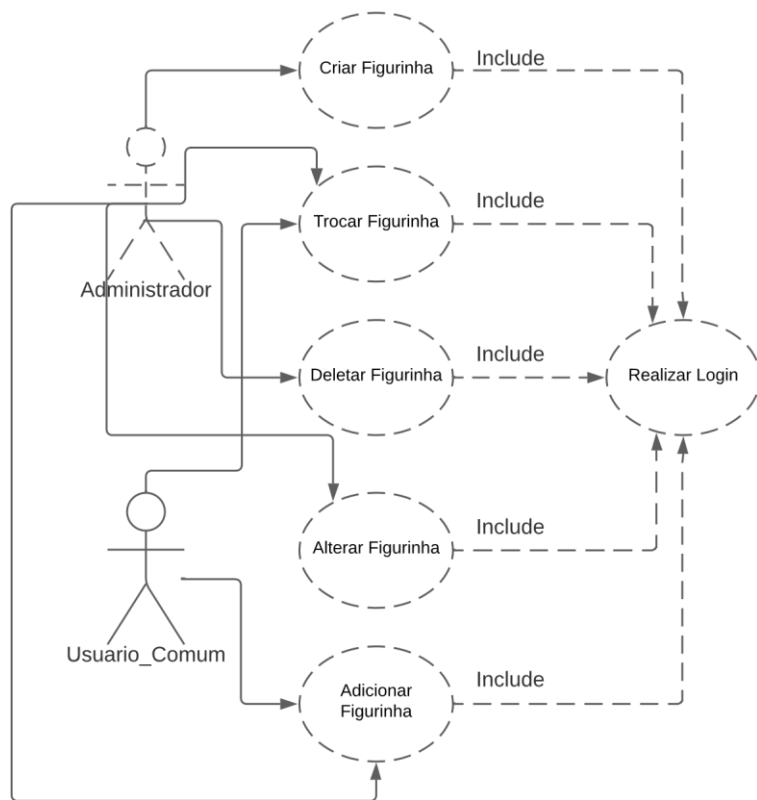 Criar Figurinha
Include
Trocar Figurinha
Include
Administrador
Deletar Figurinha
Include
Realizar Login
Alterar Figurinha
Include
Usuario_Comum
Adicionar
Figurinha
Include